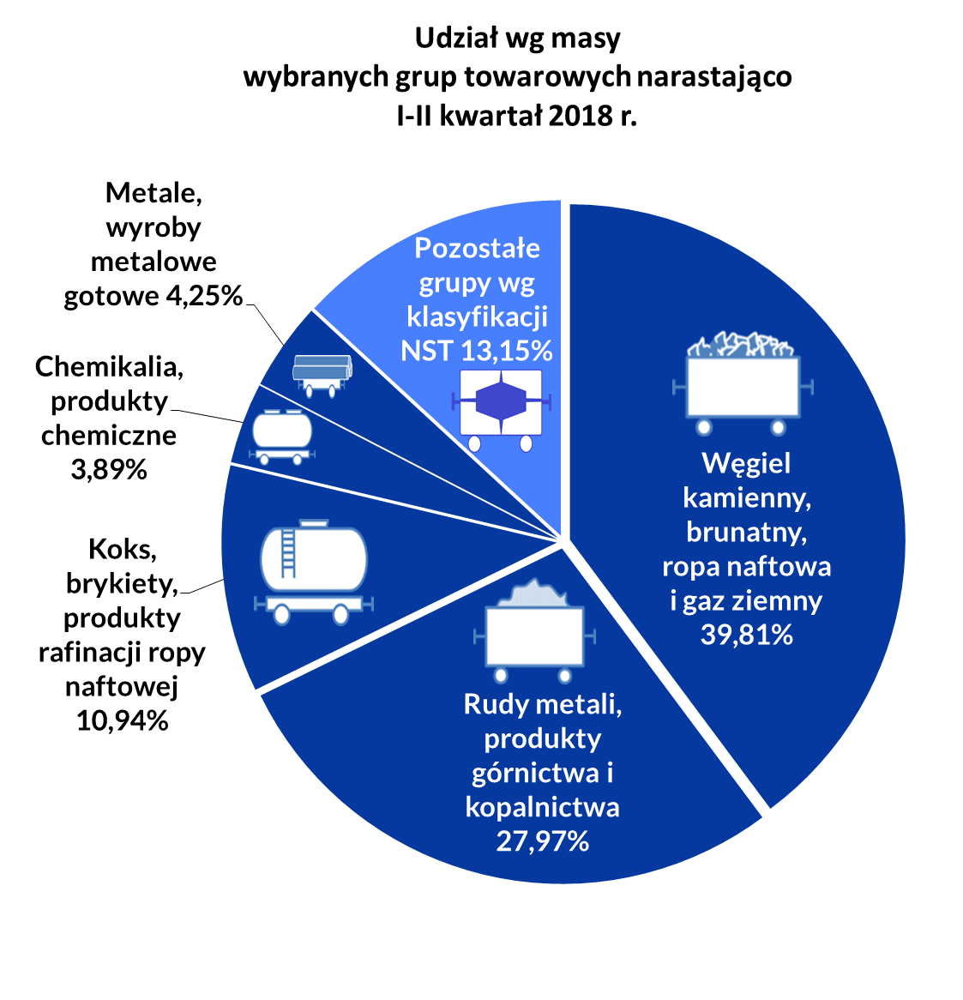 Udział wg masy
wybranych grup towarowych narastająco
I-II kwartał 2018 r.
Metale,
wyroby
metalowe
gotowe 4,25%
Pozostałe
grupy wg
klasyfikacji
NST 13,15%
Chemikalia,
produkty
chemiczne
3,89%
Węgiel
kamienny,
brunatny,
ropa naftowa
i gaz ziemny
39,81%
Koks,
brykiety,
produkty
rafinacji ropy
naftowej
10,94%
Rudy metali,
produkty
górnictwa i
kopalnictwa
27,97%